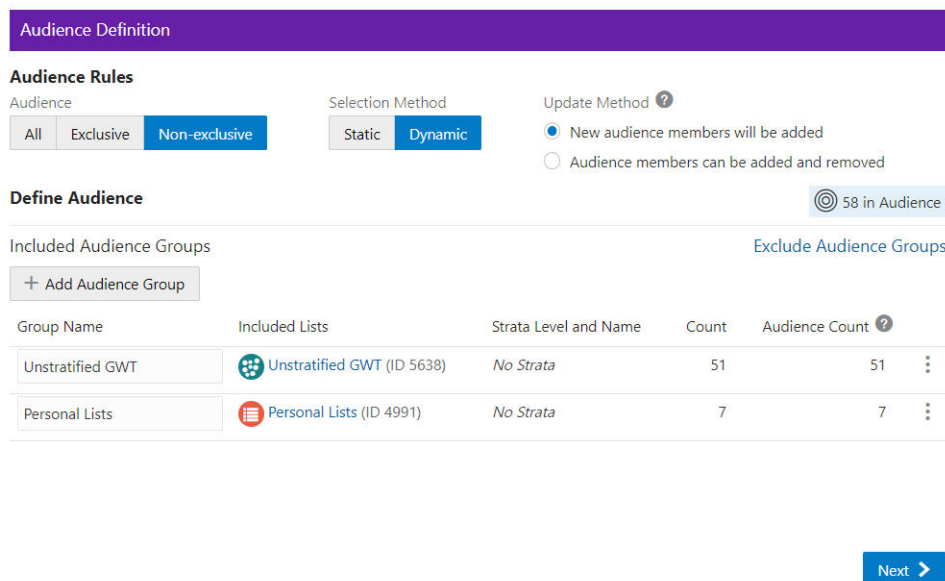 Audience Definition
Audience Rules
Audience
Selection Method
Update Method ?
All Exclusive Non-exclusive
Static Dynamic
New audience members will be added
Audience members can be added and removed
Define Audience
58 in Audience
Included Audience Groups
Exclude Audience Groups
+ Add Audience Group
Group Name Included Lists Strata Level and Name Count Audience Count ?
Unstratified GWT Unstratified GWT (ID 5638) No Strata 51 51
Personal Lists Personal Lists (ID 4991) No Strata 7 7
Next